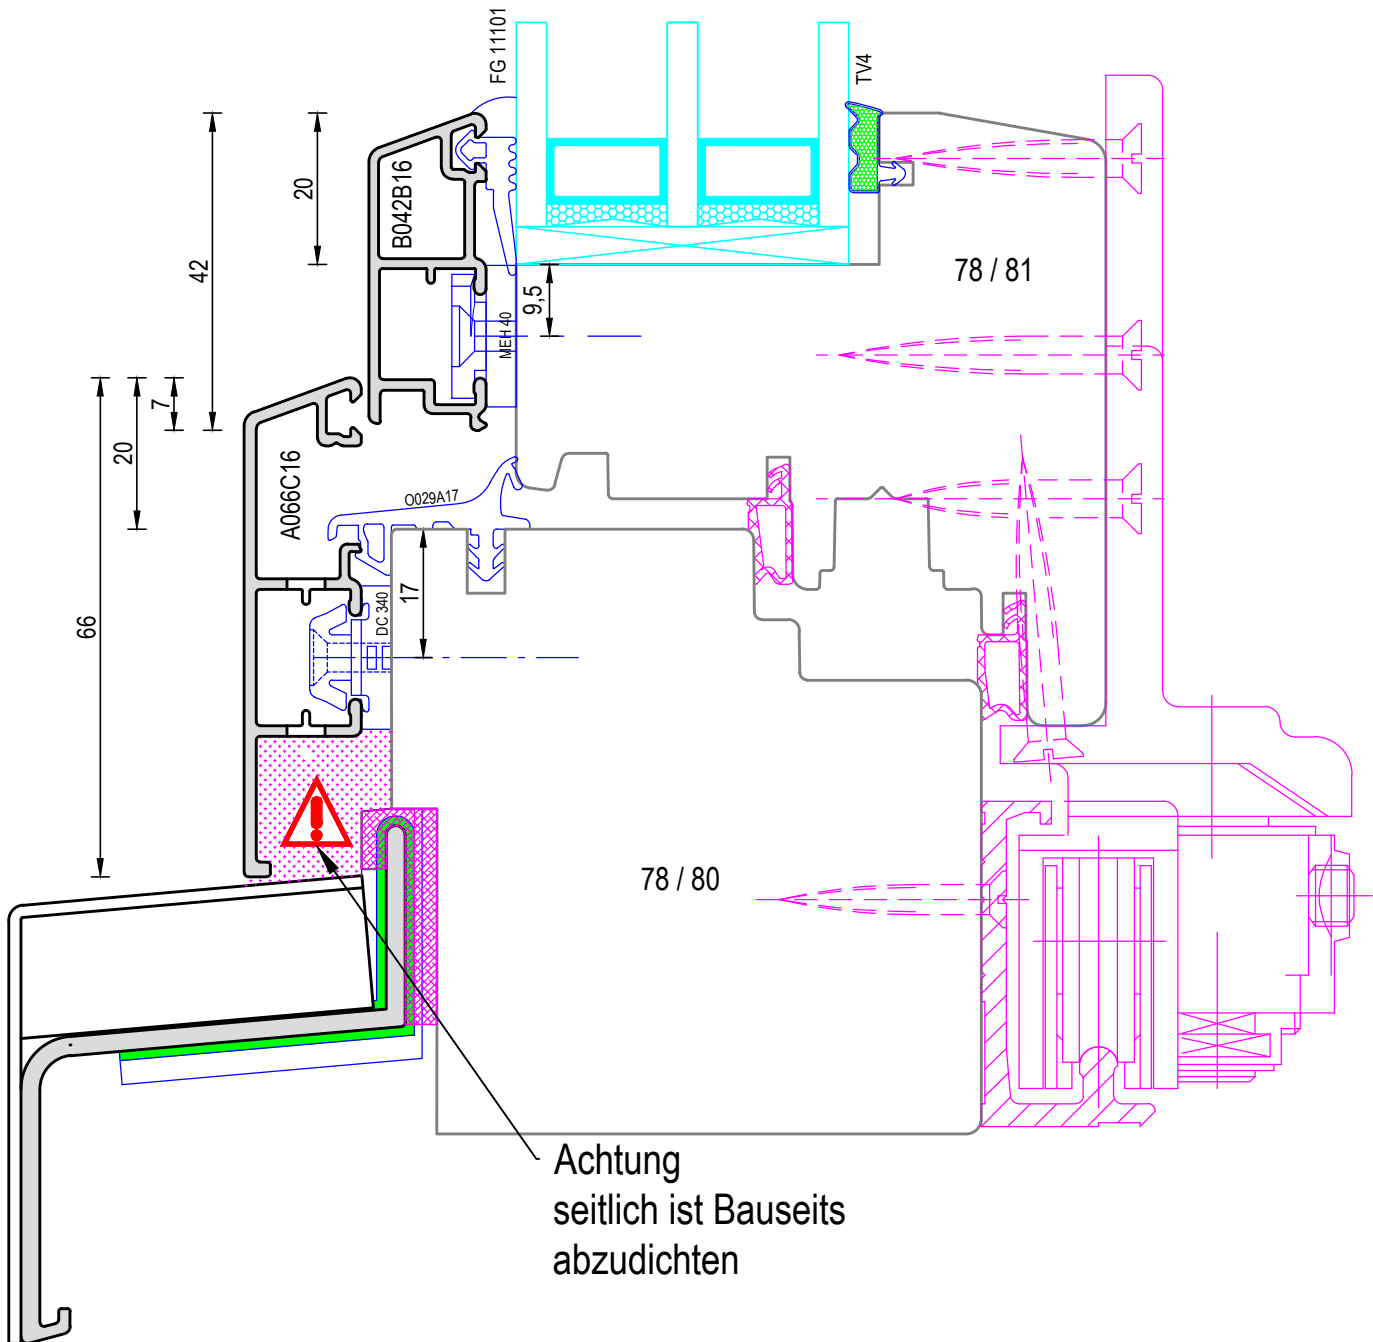 FG 11101
TV4
B042B16
20
42
9,5
MEH 40
78 / 81
7
20
A066C16
O029A17
17
DC 340
66
78 / 80
Achtung
seitlich ist Bauseits
abzudichten